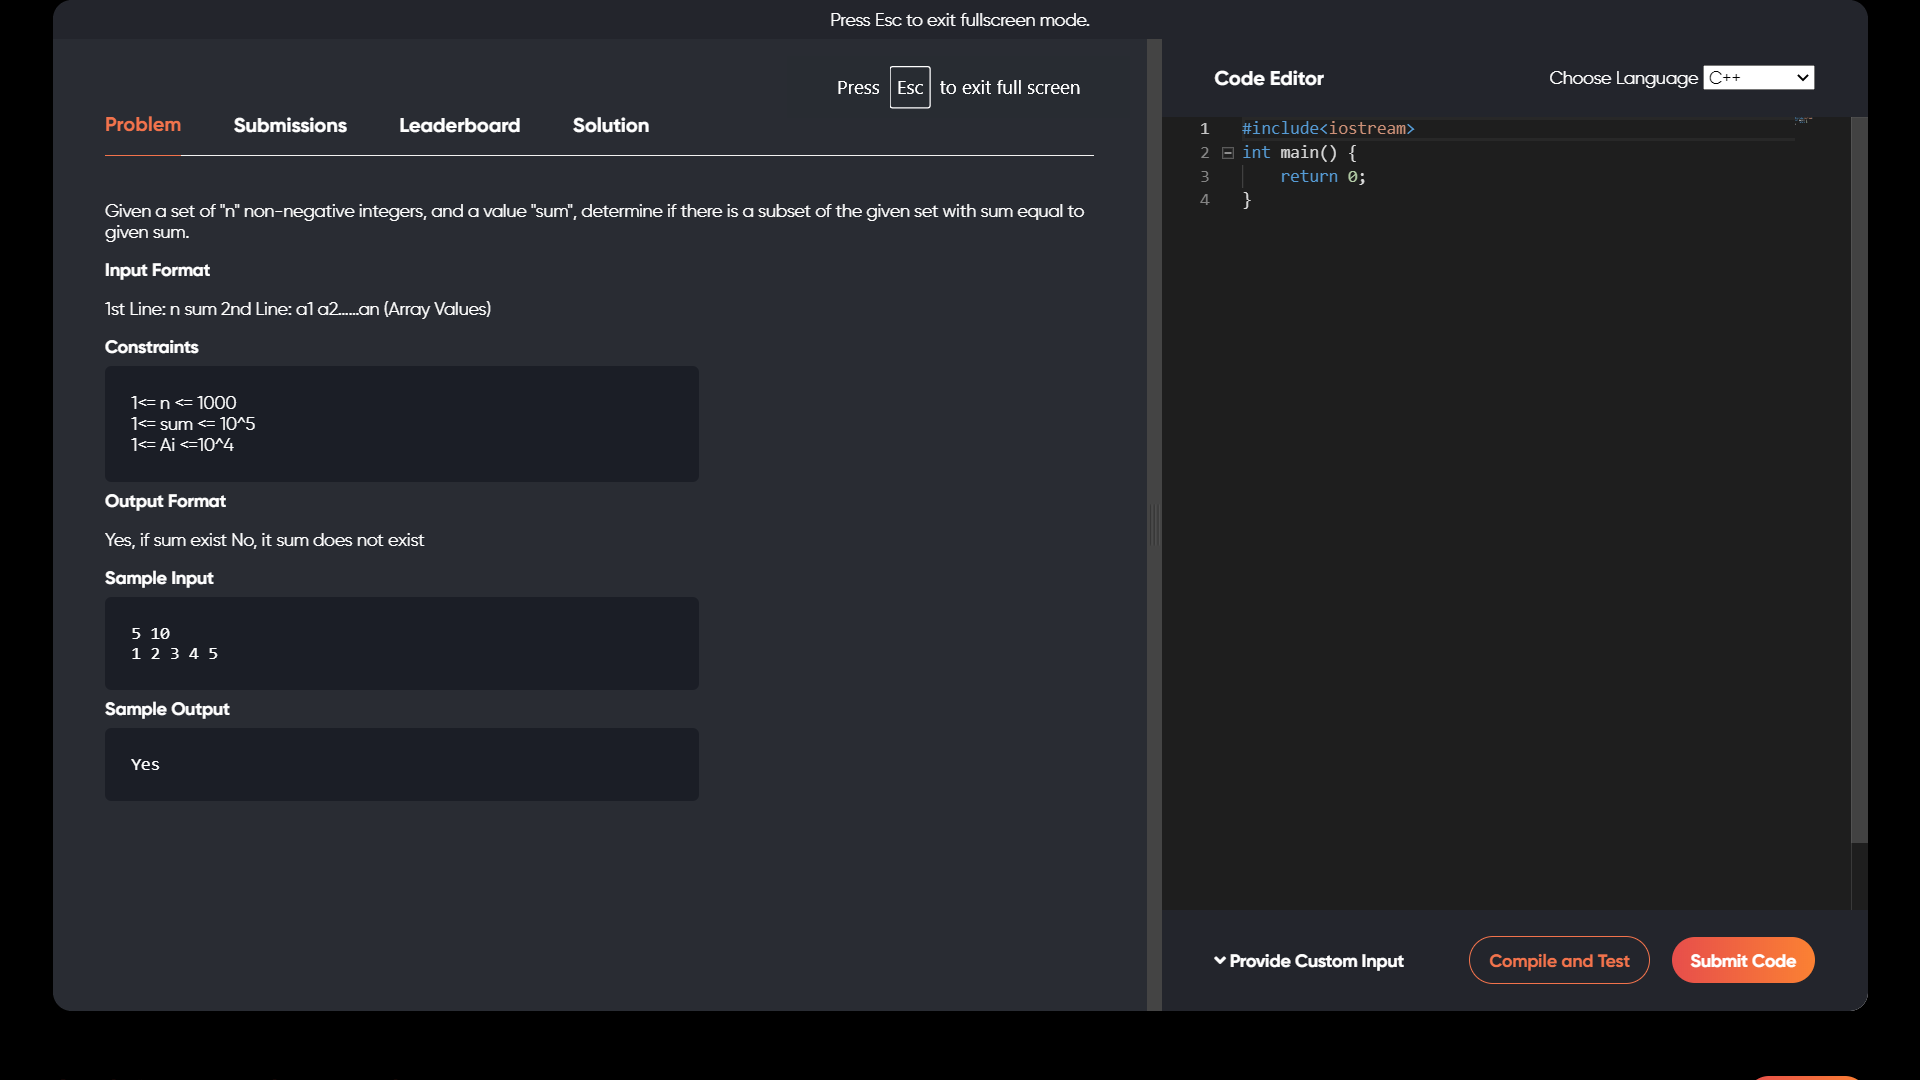 Press Esc to exit fullscreen mode.
Press Esc to exit full screen
Problem Submissions Leaderboard Solution
Given a set of "n" non-negative integers, and a value "sum", determine if there is a subset of the given set with sum equal to
given sum.
Input Format
1st Line: n sum 2nd Line: a1 a2......an (Array Values)
Constraints
1<= n <= 1000
1<= sum <= 10^5
1<= Ai <=10^4
Output Format
Yes, if sum exist No, it sum does not exist
Sample Input
5 10
1 2 3 4 5
Sample Output
Yes
Code Editor
Choose Language C++
1 #include<iostream>
2 int main() {
3 return 0;
4 }
Provide Custom Input
Compile and Test
Submit Code